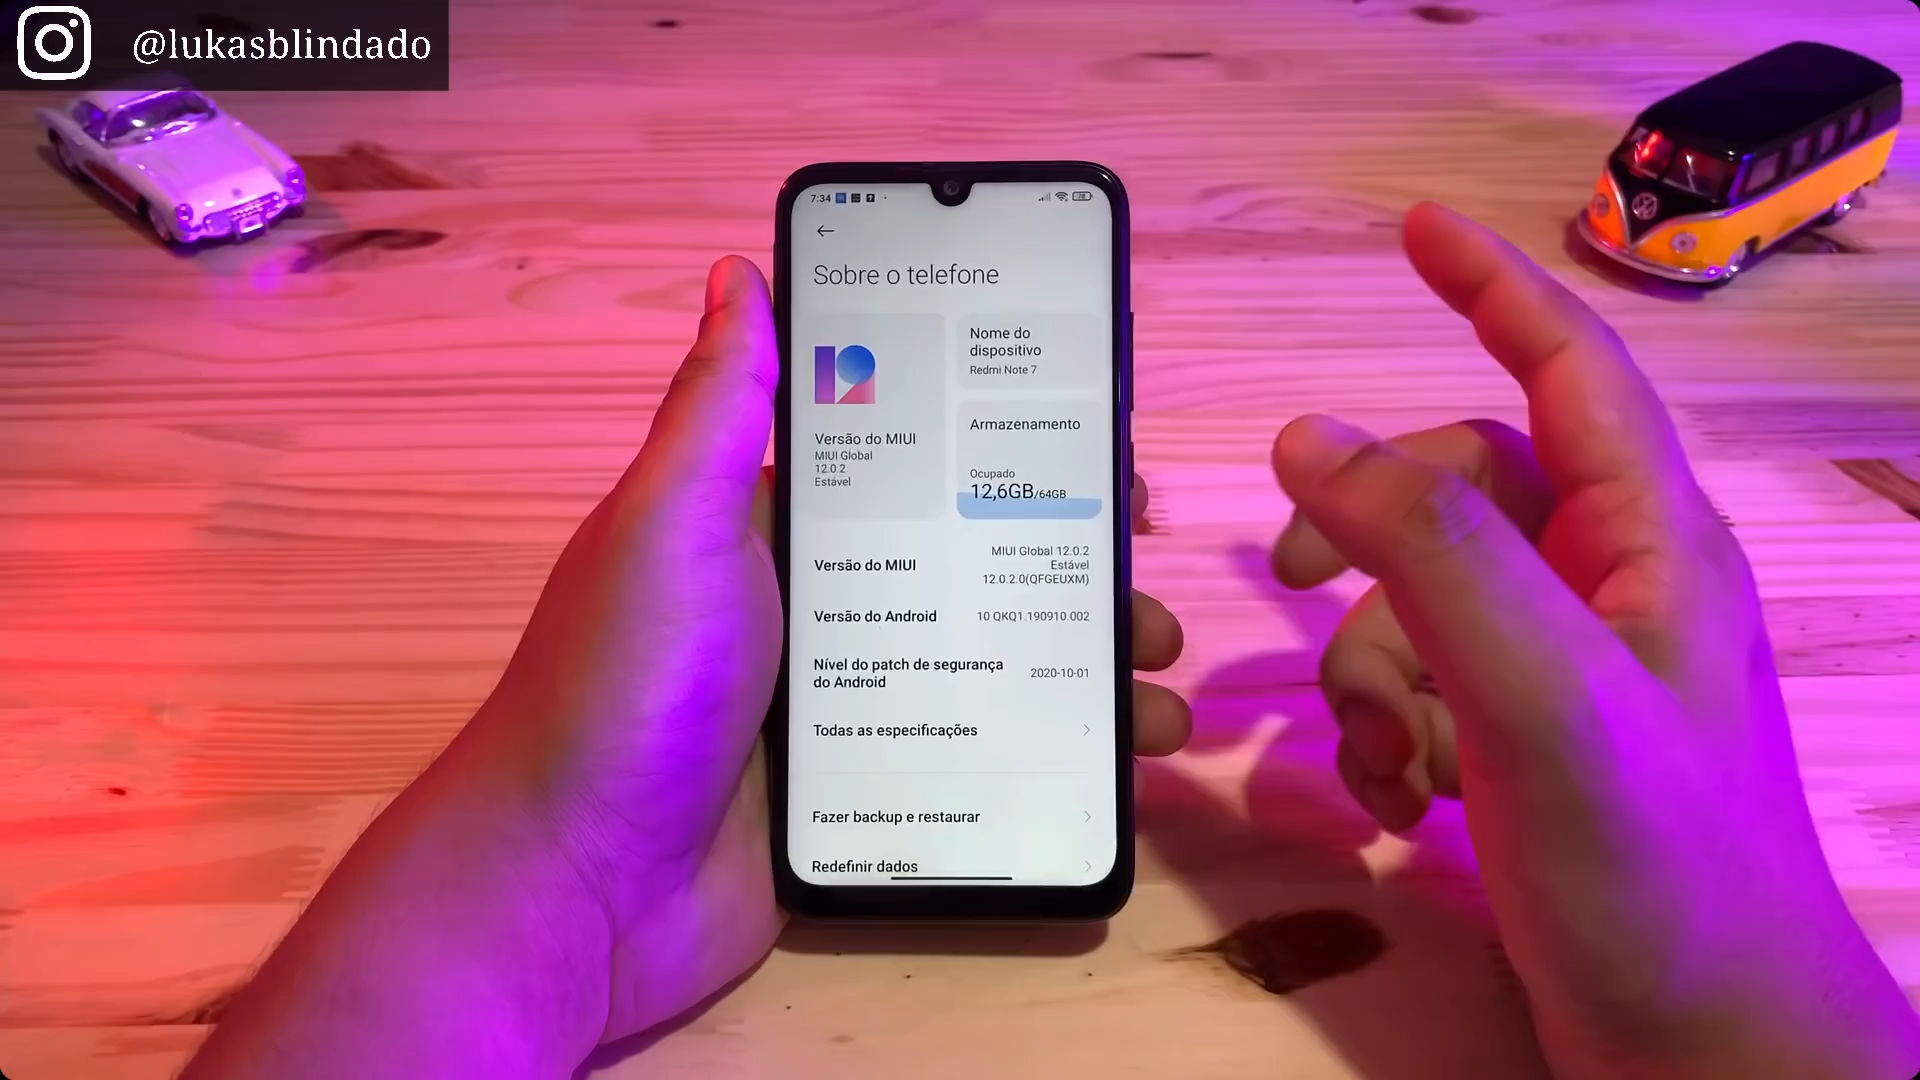 @lukasblindado
7:34
28
Sobre o telefone
Versão do MIUI
MIUI Global
12.0.2
Estável
Nome do
dispositivo
Redmi Note 7
Armazenamento
Ocupado
12,6GB/64GB
Versão do MIUI
MIUI Global 12.0.2
Estável
12.0.2.0(QFGEUXM)
Versão do Android
10 QKQ1.190910.002
Nível do patch de segurança
do Android
2020-10-01
Todas as especificações
Fazer backup e restaurar
Redefinir dados